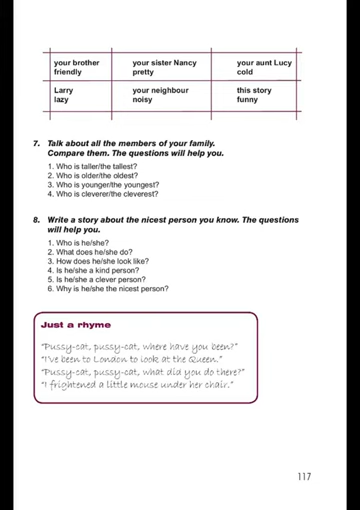 your brother your sister Nancy your aunt Lucy
friendly pretty cold
Larry your neighbour this story
lazy noisy funny
7. Talk about all the members of your family.
Compare them. The questions will help you.
1. Who is taller/the tallest?
2. Who is older/the oldest?
3. Who is younger/the youngest?
4. Who is cleverer/the cleverest?
8. Write a story about the nicest person you know. The questions
will help you.
1. Who is he/she?
2. What does he/she do?
3. How does he/she look like?
4. Is he/she a kind person?
5. Is he/she a clever person?
6. Why is he/she the nicest person?
Just a rhyme
"Pussy-cat, pussy-cat, where have you been?"
"I've been to London to look at the Queen."
"Pussy-cat, pussy-cat, what did you do there?"
"I frightened a little mouse under her chair."
117